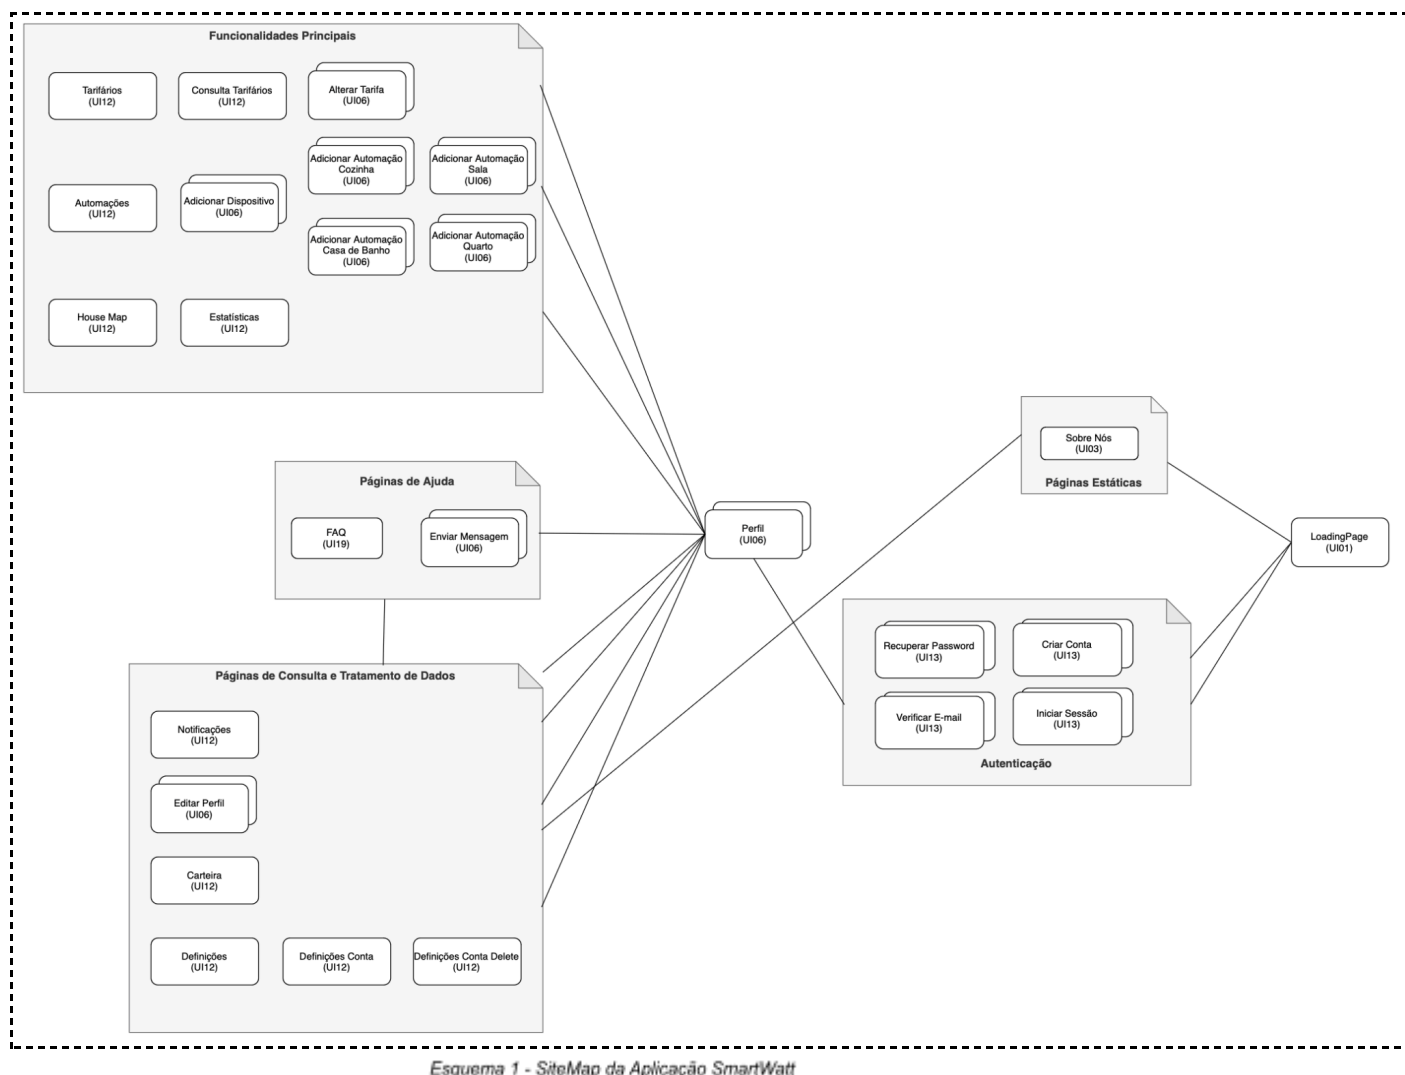 Funcionalidades Principais
Tarifários
(UI12)
Consulta Tarifários
(UI12)
Alterar Tarifa
(UI06)
Adicionar Automação
Cozinha
(UI06)
Adicionar Automação
Sala
(UI06)
Automações
(UI12)
Adicionar Dispositivo
(UI06)
Adicionar Automação
Casa de Banho
(UI06)
Adicionar Automação
Quarto
(UI06)
House Map
(UI12)
Estatísticas
(UI12)
Páginas de Ajuda
FAQ
(UI19)
Enviar Mensagem
(UI06)
Perfil
(UI06)
Sobre Nós
(UI03)
Páginas Estáticas
LoadingPage
(UI01)
Recuperar Password
(UI13)
Criar Conta
(UI13)
Verificar E-mail
(UI13)
Iniciar Sessão
(UI13)
Autenticação
Páginas de Consulta e Tratamento de Dados
Notificações
(UI12)
Editar Perfil
(UI06)
Carteira
(UI12)
Definições
(UI12)
Definições Conta
(UI12)
Definições Conta Delete
(UI12)
Esquema 1 - SiteMap da Aplicação SmartWatt